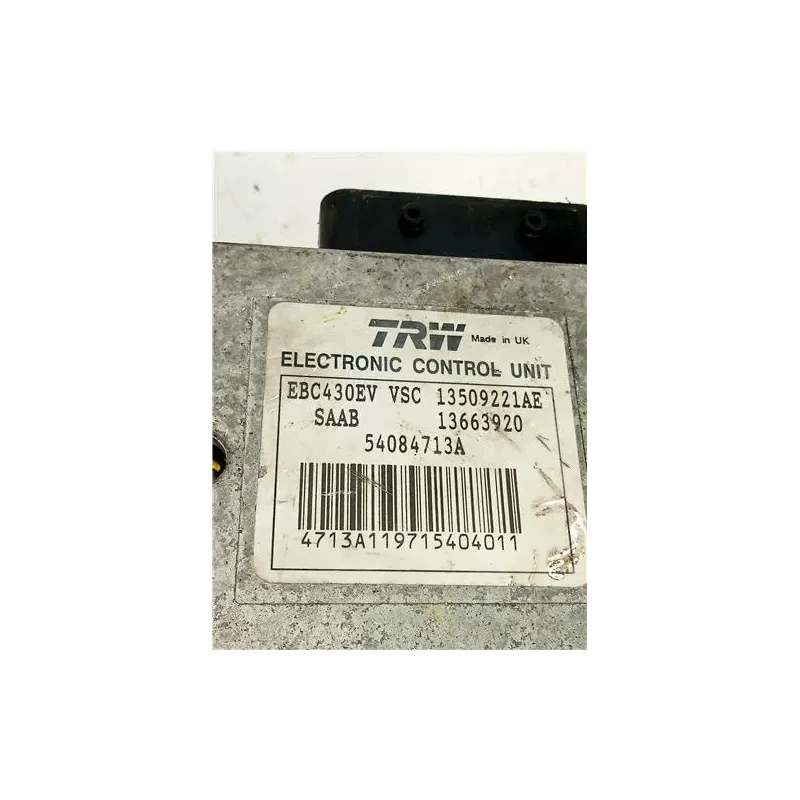 TRW Made in UK
ELECTRONIC CONTROL UNIT
EBC430EV VSC 13509221AE
SAAB 13663920
54084713A
4713A119715404011